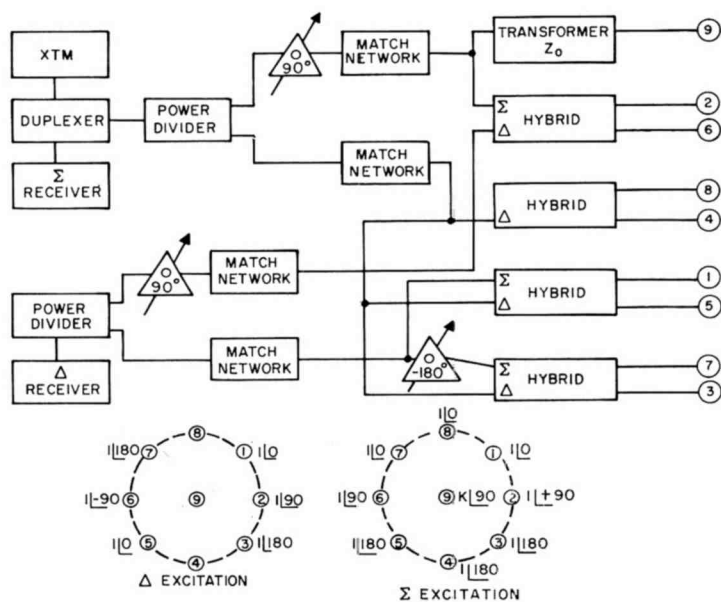 XTM
DUPLEXER
Σ
RECEIVER
POWER
DIVIDER
90°
MATCH
NETWORK
MATCH
NETWORK
TRANSFORMER
Zo
9
Σ
Δ
HYBRID
2
6
Δ
HYBRID
8
4
90°
MATCH
NETWORK
POWER
DIVIDER
Δ
RECEIVER
MATCH
NETWORK
-180°
Σ
Δ
HYBRID
1
5
Σ
Δ
HYBRID
7
3
8
1∠180 7
1 1∠0
1∠-90 6
9
2 1∠90
1∠0 5
3 1∠180
4
Δ EXCITATION
1∠0
8
1∠0 7
1 1∠0
1∠90 6
9 K∠90
2 1∠+90
1∠180 5
3 1∠180
4
1∠180
Σ EXCITATION